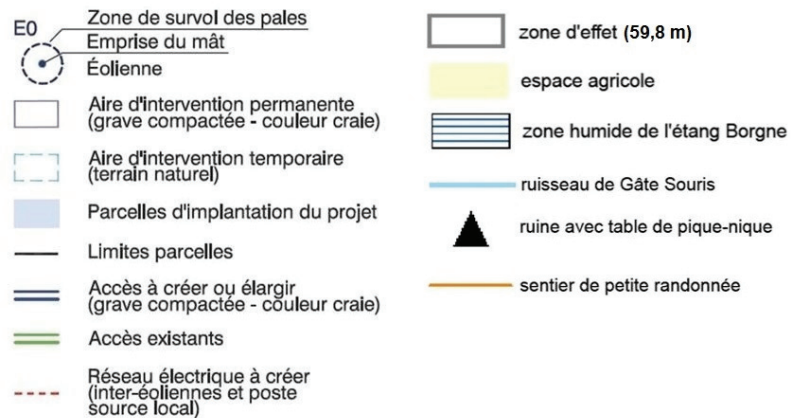 E0
Zone de survol des pales
Emprise du mât
Éolienne
Aire d'intervention permanente
(grave compactée - couleur craie)
Aire d'intervention temporaire
(terrain naturel)
Parcelles d'implantation du projet
Limites parcelles
Accès à créer ou élargir
(grave compactée - couleur craie)
Accès existants
Réseau électrique à créer
(inter-éoliennes et poste
source local)
zone d'effet (59,8 m)
espace agricole
zone humide de l'étang Borgne
ruisseau de Gâte Souris
ruine avec table de pique-nique
sentier de petite randonnée